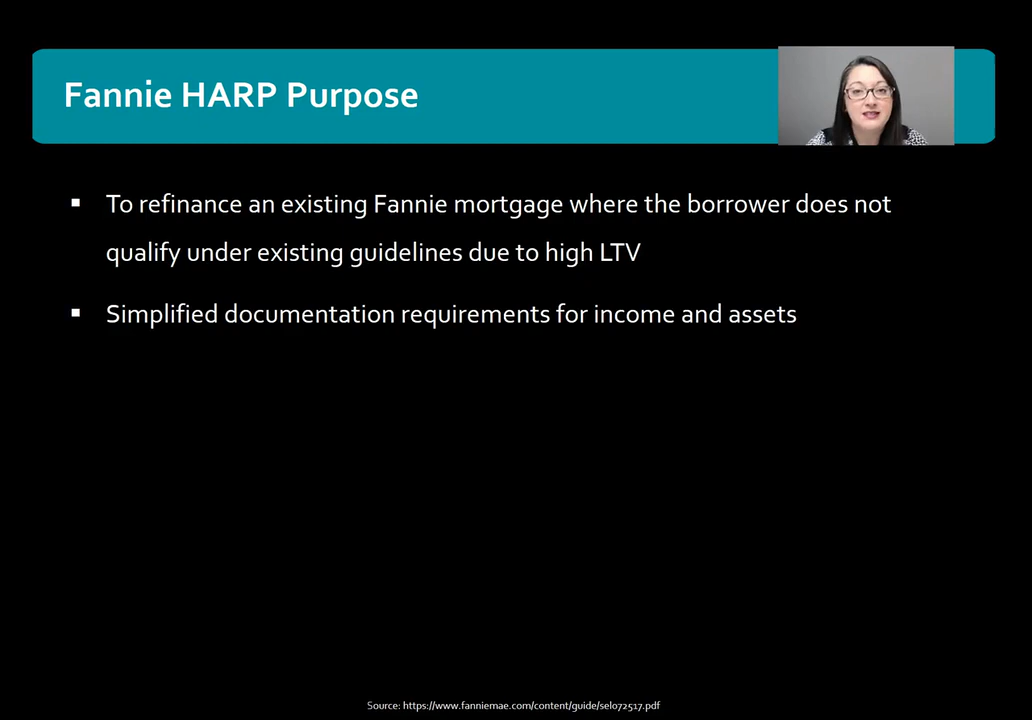 Fannie HARP Purpose
To refinance an existing Fannie mortgage where the borrower does not
qualify under existing guidelines due to high LTV
Simplified documentation requirements for income and assets
Source: https://www.fanniemae.com/content/guide/sel072517.pdf